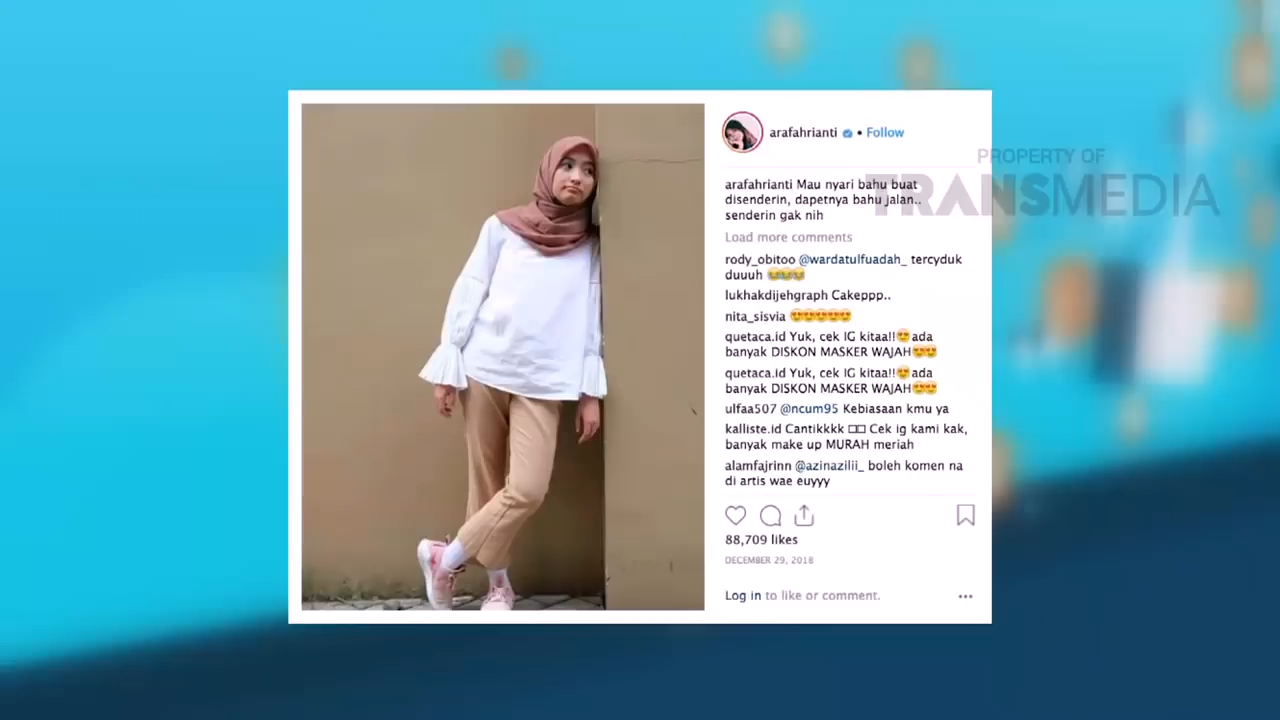 arafahrianti • Follow
PROPERTY OF
TRANSMEDIA
arafahrianti Mau nyari bahu buat
disenderin, dapetnya bahu jalan..
senderin gak nih
Load more comments
rody_obitoo @wardatulfuadah_ tercyduk
duuuh 😭😭😭
lukhakdijehgraph Cakeppp..
nita_sisvia 😍😍😍😍😍😍
quetaca.id Yuk, cek IG kitaa!!😍ada
banyak DISKON MASKER WAJAH😍😍
quetaca.id Yuk, cek IG kitaa!!😍ada
banyak DISKON MASKER WAJAH😍😍
ulfaa507 @ncum95 Kebiasaan kmu ya
kalliste.id Cantikkkk □□ Cek ig kami kak,
banyak make up MURAH meriah
alamfajrinn @azinazilii_ boleh komen na
di artis wae euyyy
88,709 likes
DECEMBER 29, 2018
Log in to like or comment.